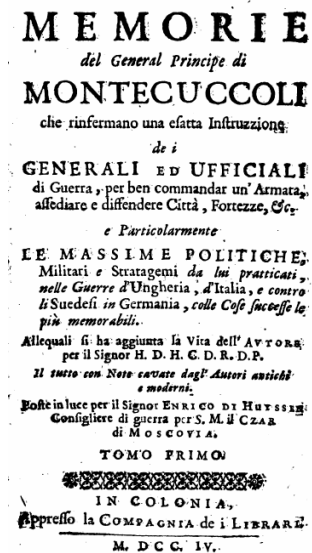 MEMORIE
del General Principe di
MONTECUCCOLI
che rinfermano una esatta Instruzzione
de i
GENERALI ED UFFICIALI
di Guerra, per ben commandar un' Armata,
assediare e diffendere Città, Fortezze, &c.
e Particolarmente
LE MASSIME POLITICHE,
Militari e Stratagemi da lui pratticati,
nelle Guerre d'Ungheria, d'Italia, e contro
li Suedesi in Germania, colle Cose successe le
più memorabili.
Allequali si ha aggiunta la Vita dell' AVTORE
per il Signor H. D. H. C. D. R. D. P.
Il tutto con Note cavate dagl' Autori antichi
e moderni.
Poste in luce per il Signor ENRICO DI HUYSSEN
Consigliere di guerra per S. M. il CZAR
di MOSCOVIA.
TOMO PRIMO
IN COLONIA,
Appresso la COMPAGNIA de i LIBRARI.
M. DCC. IV.